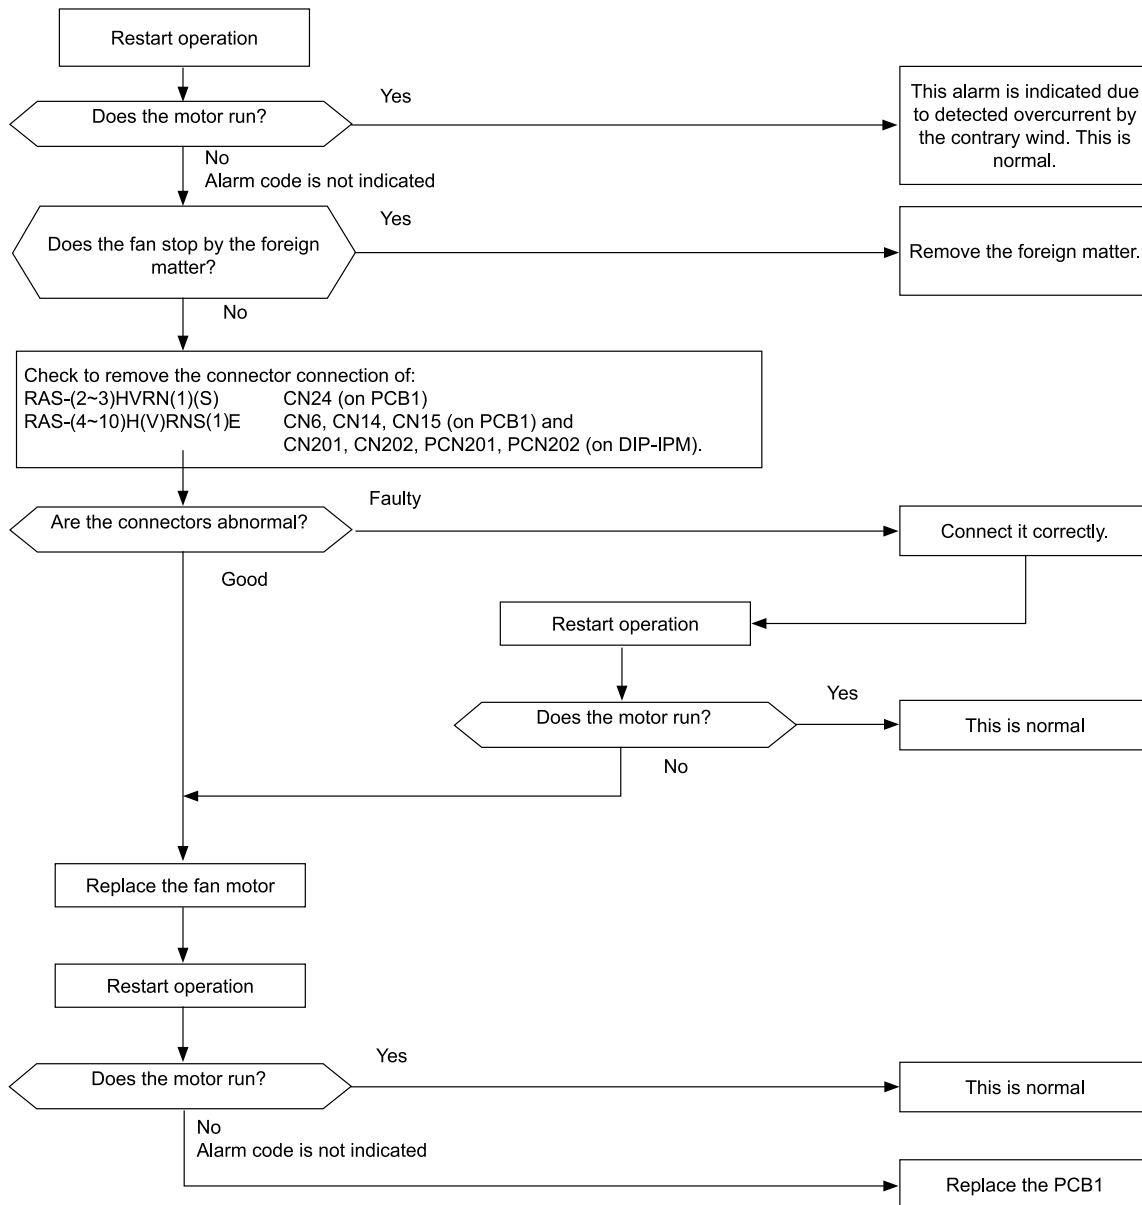 Restart operation
Does the motor run?
Yes
This alarm is indicated due
to detected overcurrent by
the contrary wind. This is
normal.
No
Alarm code is not indicated
Does the fan stop by the foreign
matter?
Yes
Remove the foreign matter.
No
Check to remove the connector connection of:
RAS-(2~3)HVRN(1)(S) CN24 (on PCB1)
RAS-(4~10)H(V)RNS(1)E CN6, CN14, CN15 (on PCB1) and
CN201, CN202, PCN201, PCN202 (on DIP-IPM).
Are the connectors abnormal?
Faulty
Connect it correctly.
Good
Restart operation
Does the motor run?
Yes
This is normal
No
Replace the fan motor
Restart operation
Does the motor run?
Yes
This is normal
No
Alarm code is not indicated
Replace the PCB1